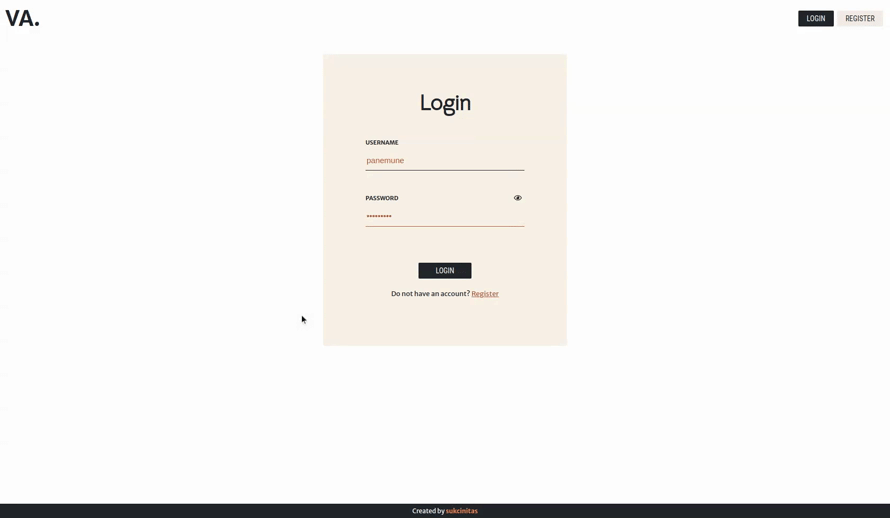 VA.
LOGIN
REGISTER
Login
USERNAME
panemune
PASSWORD
•••••••••
LOGIN
Do not have an account? Register
Created by sukcinitas